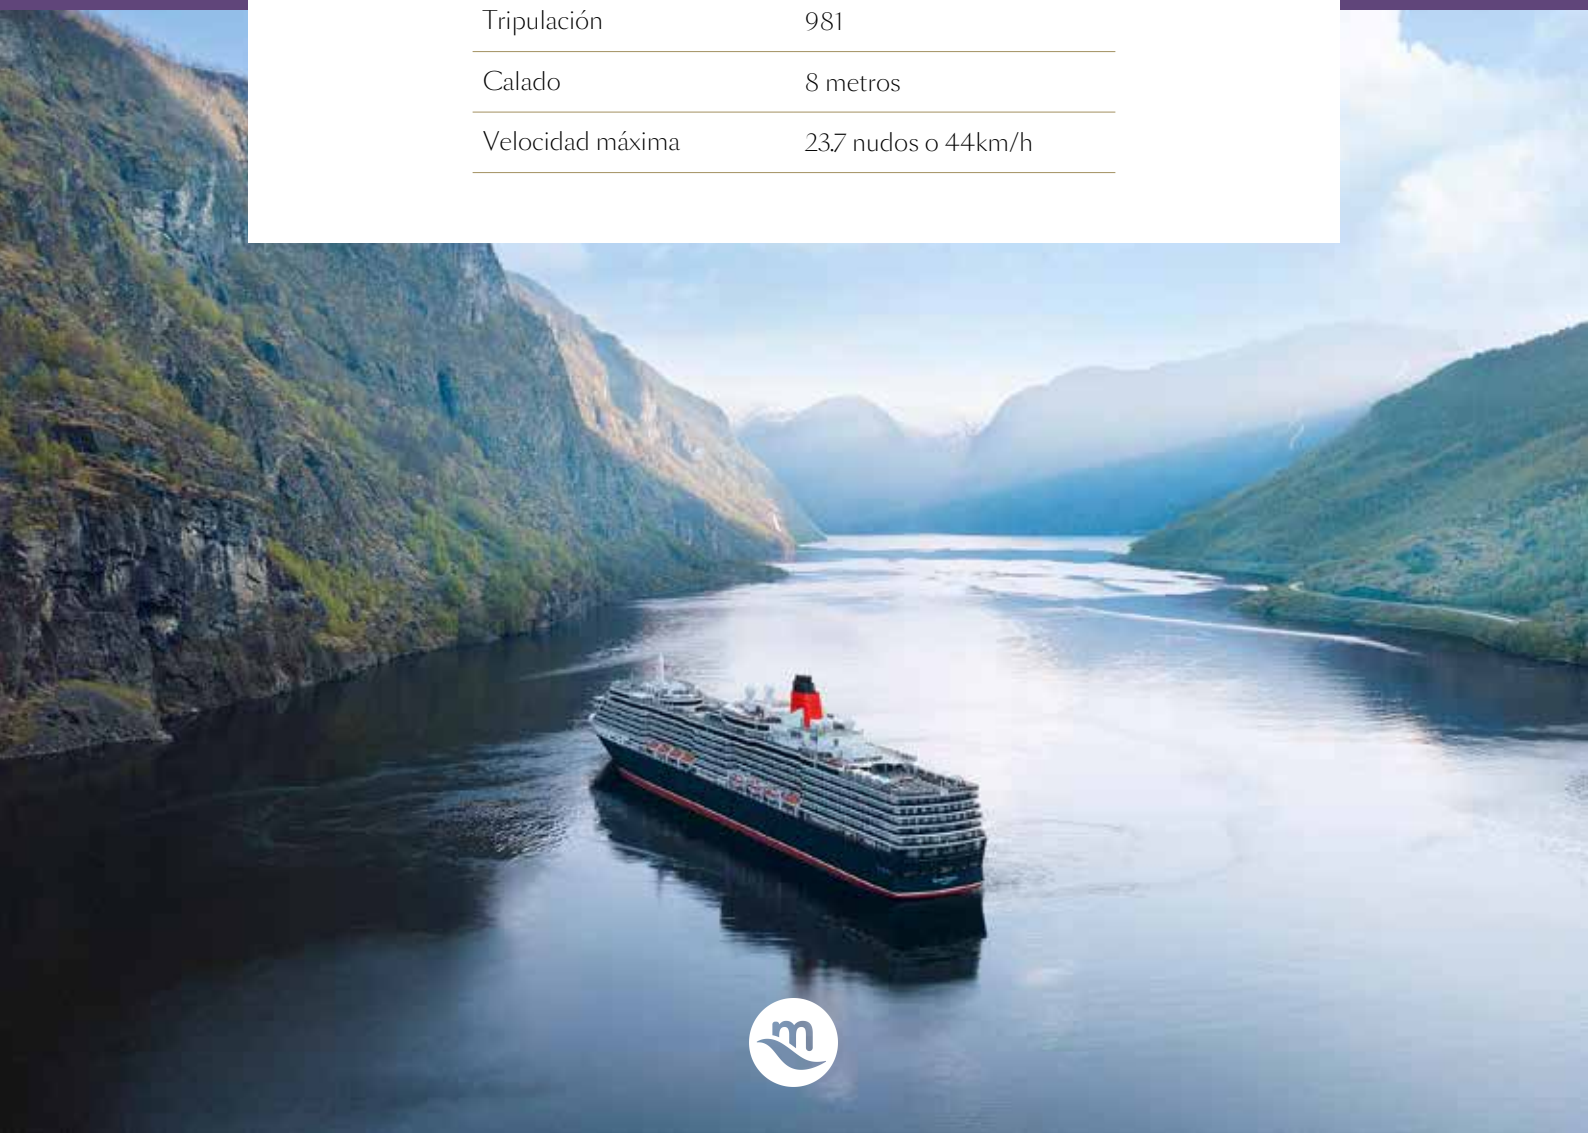 Tripulación 981
Calado 8 metros
Velocidad máxima 23.7 nudos o 44km/h
m